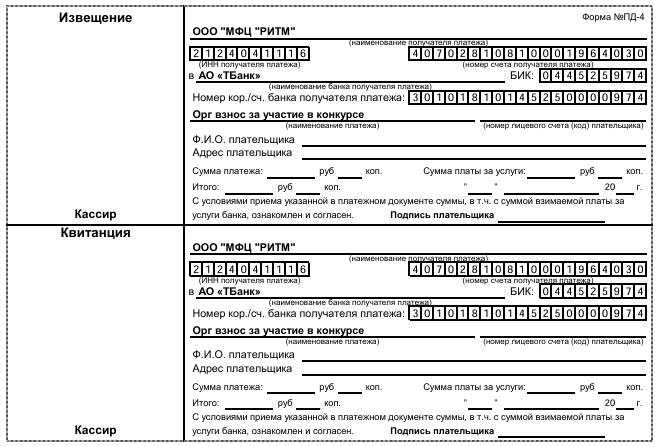 Извещение
Форма №ПД-4
ООО "МФЦ "РИТМ"
(наименование получателя платежа)
2124041116 40702810810001964030
(ИНН получателя платежа) (номер счета получателя платежа)
в АО «ТБанк» БИК: 044525974
(наименование банка получателя платежа)
Номер кор./сч. банка получателя платежа: 30101810145250000974
Орг взнос за участие в конкурсе
(наименование платежа) (номер лицевого счета (код) плательщика)
Ф.И.О. плательщика
Адрес плательщика
Сумма платежа: руб коп. Сумма платы за услуги: руб коп.
Итого: руб коп. " " 20 г.
С условиями приема указанной в платежном документе суммы, в т.ч. с суммой взимаемой платы за
услуги банка, ознакомлен и согласен. Подпись плательщика
Кассир
Квитанция
ООО "МФЦ "РИТМ"
(наименование получателя платежа)
2124041116 40702810810001964030
(ИНН получателя платежа) (номер счета получателя платежа)
в АО «ТБанк» БИК: 044525974
(наименование банка получателя платежа)
Номер кор./сч. банка получателя платежа: 30101810145250000974
Орг взнос за участие в конкурсе
(наименование платежа) (номер лицевого счета (код) плательщика)
Ф.И.О. плательщика
Адрес плательщика
Сумма платежа: руб коп. Сумма платы за услуги: руб коп.
Итого: руб коп. " " 20 г.
С условиями приема указанной в платежном документе суммы, в т.ч. с суммой взимаемой платы за
услуги банка, ознакомлен и согласен. Подпись плательщика
Кассир